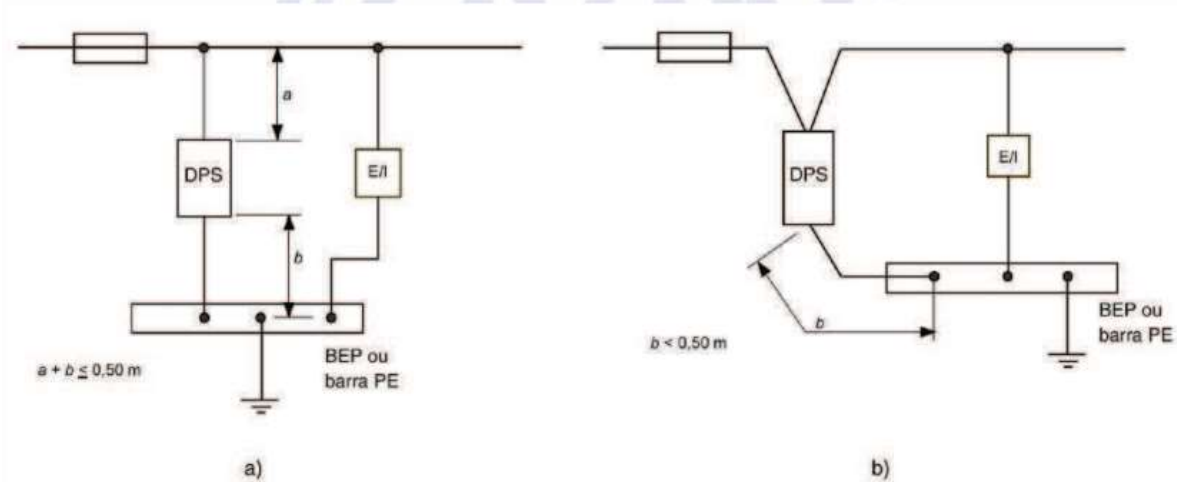 a
DPS
E/I
b
a + b ≤ 0,50 m
BEP ou
barra PE
a)
DPS
E/I
b
b < 0,50 m
BEP ou
barra PE
b)